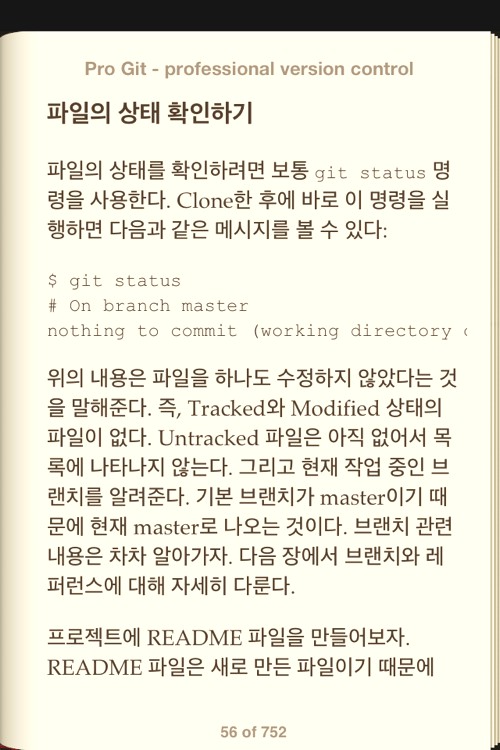 Pro Git - professional version control
파일의 상태 확인하기
파일의 상태를 확인하려면 보통 git status 명
령을 사용한다. Clone한 후에 바로 이 명령을 실
행하면 다음과 같은 메시지를 볼 수 있다:
$ git status
# On branch master
nothing to commit (working directory
위의 내용은 파일을 하나도 수정하지 않았다는 것
을 말해준다. 즉, Tracked와 Modified 상태의
파일이 없다. Untracked 파일은 아직 없어서 목
록에 나타나지 않는다. 그리고 현재 작업 중인 브
랜치를 알려준다. 기본 브랜치가 master이기 때
문에 현재 master로 나오는 것이다. 브랜치 관련
내용은 차차 알아가자. 다음 장에서 브랜치와 레
퍼런스에 대해 자세히 다룬다.
프로젝트에 README 파일을 만들어보자.
README 파일은 새로 만든 파일이기 때문에
56 of 752